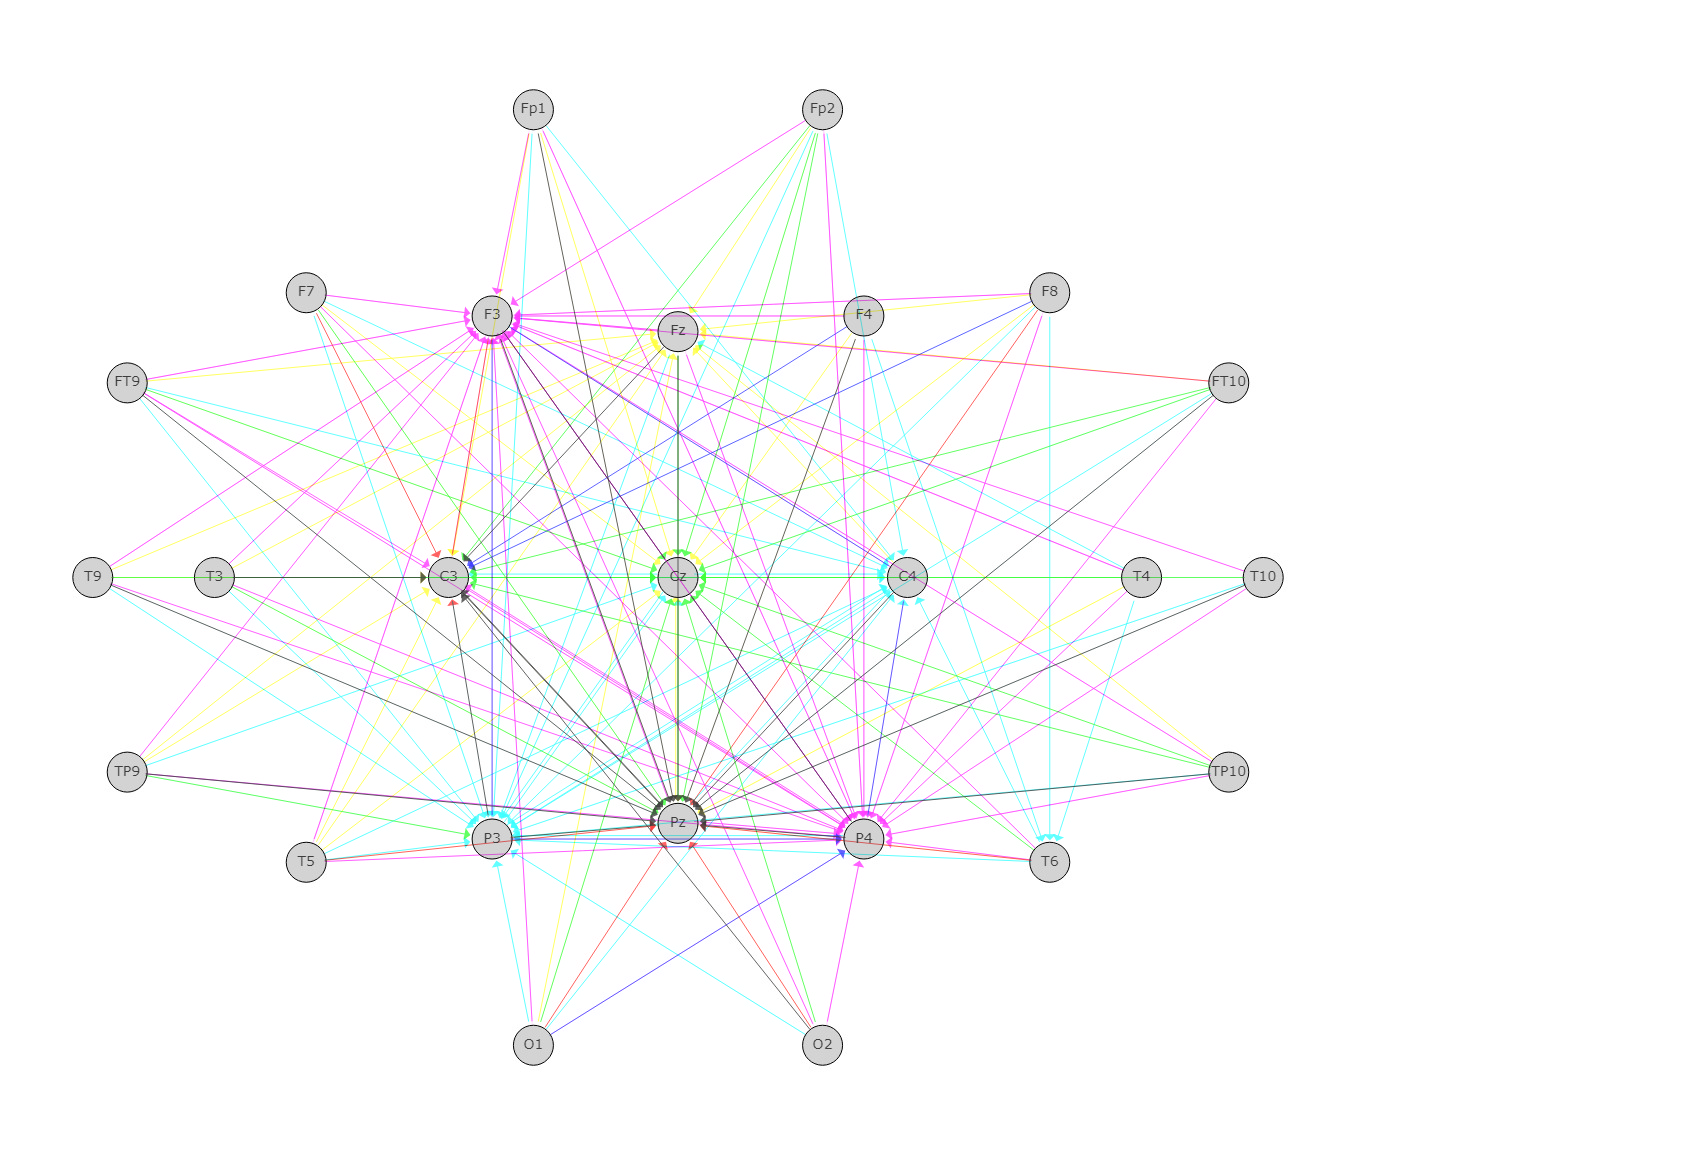 Fp1 Fp2
F7 F3 Fz F4 F8
FT9 FT10
T9 T3 C3 Cz C4 T4 T10
TP9 TP10
T5 P3 Pz P4 T6
O1 O2